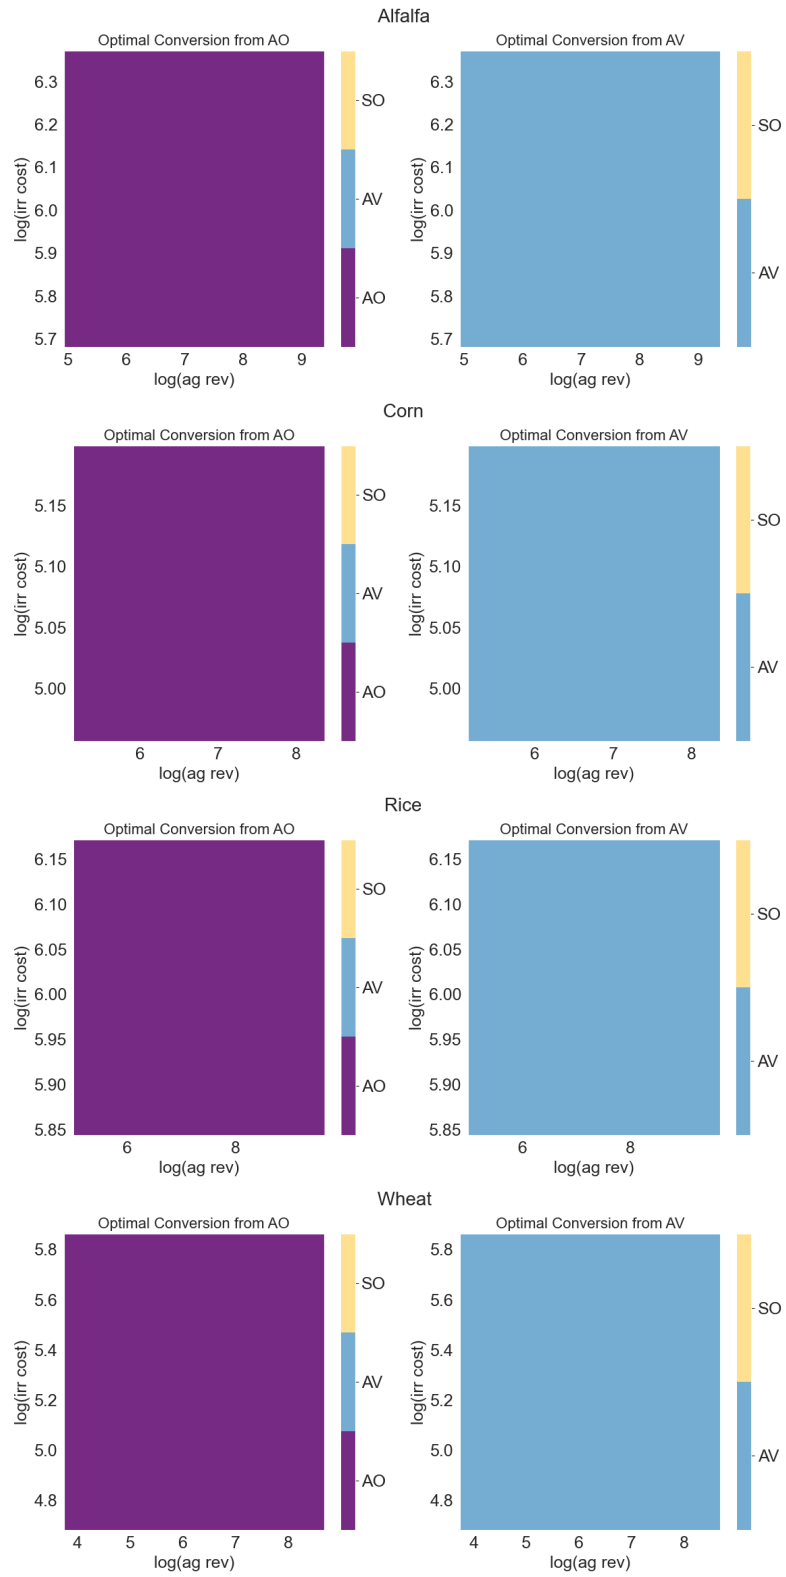 Alfalfa
Optimal Conversion from AO
Optimal Conversion from AV
6.3
6.2
6.1
6.0
5.9
5.8
5.7
log(irr cost)
5 6 7 8 9
log(ag rev)
SO
AV
AO
6.3
6.2
6.1
6.0
5.9
5.8
5.7
log(irr cost)
5 6 7 8 9
log(ag rev)
SO
AV
Corn
Optimal Conversion from AO
Optimal Conversion from AV
5.15
5.10
5.05
5.00
log(irr cost)
6 7 8
log(ag rev)
SO
AV
AO
5.15
5.10
5.05
5.00
log(irr cost)
6 7 8
log(ag rev)
SO
AV
Rice
Optimal Conversion from AO
Optimal Conversion from AV
6.15
6.10
6.05
6.00
5.95
5.90
5.85
log(irr cost)
6 8
log(ag rev)
SO
AV
AO
6.15
6.10
6.05
6.00
5.95
5.90
5.85
log(irr cost)
6 8
log(ag rev)
SO
AV
Wheat
Optimal Conversion from AO
Optimal Conversion from AV
5.8
5.6
5.4
5.2
5.0
4.8
log(irr cost)
4 5 6 7 8
log(ag rev)
SO
AV
AO
5.8
5.6
5.4
5.2
5.0
4.8
log(irr cost)
4 5 6 7 8
log(ag rev)
SO
AV